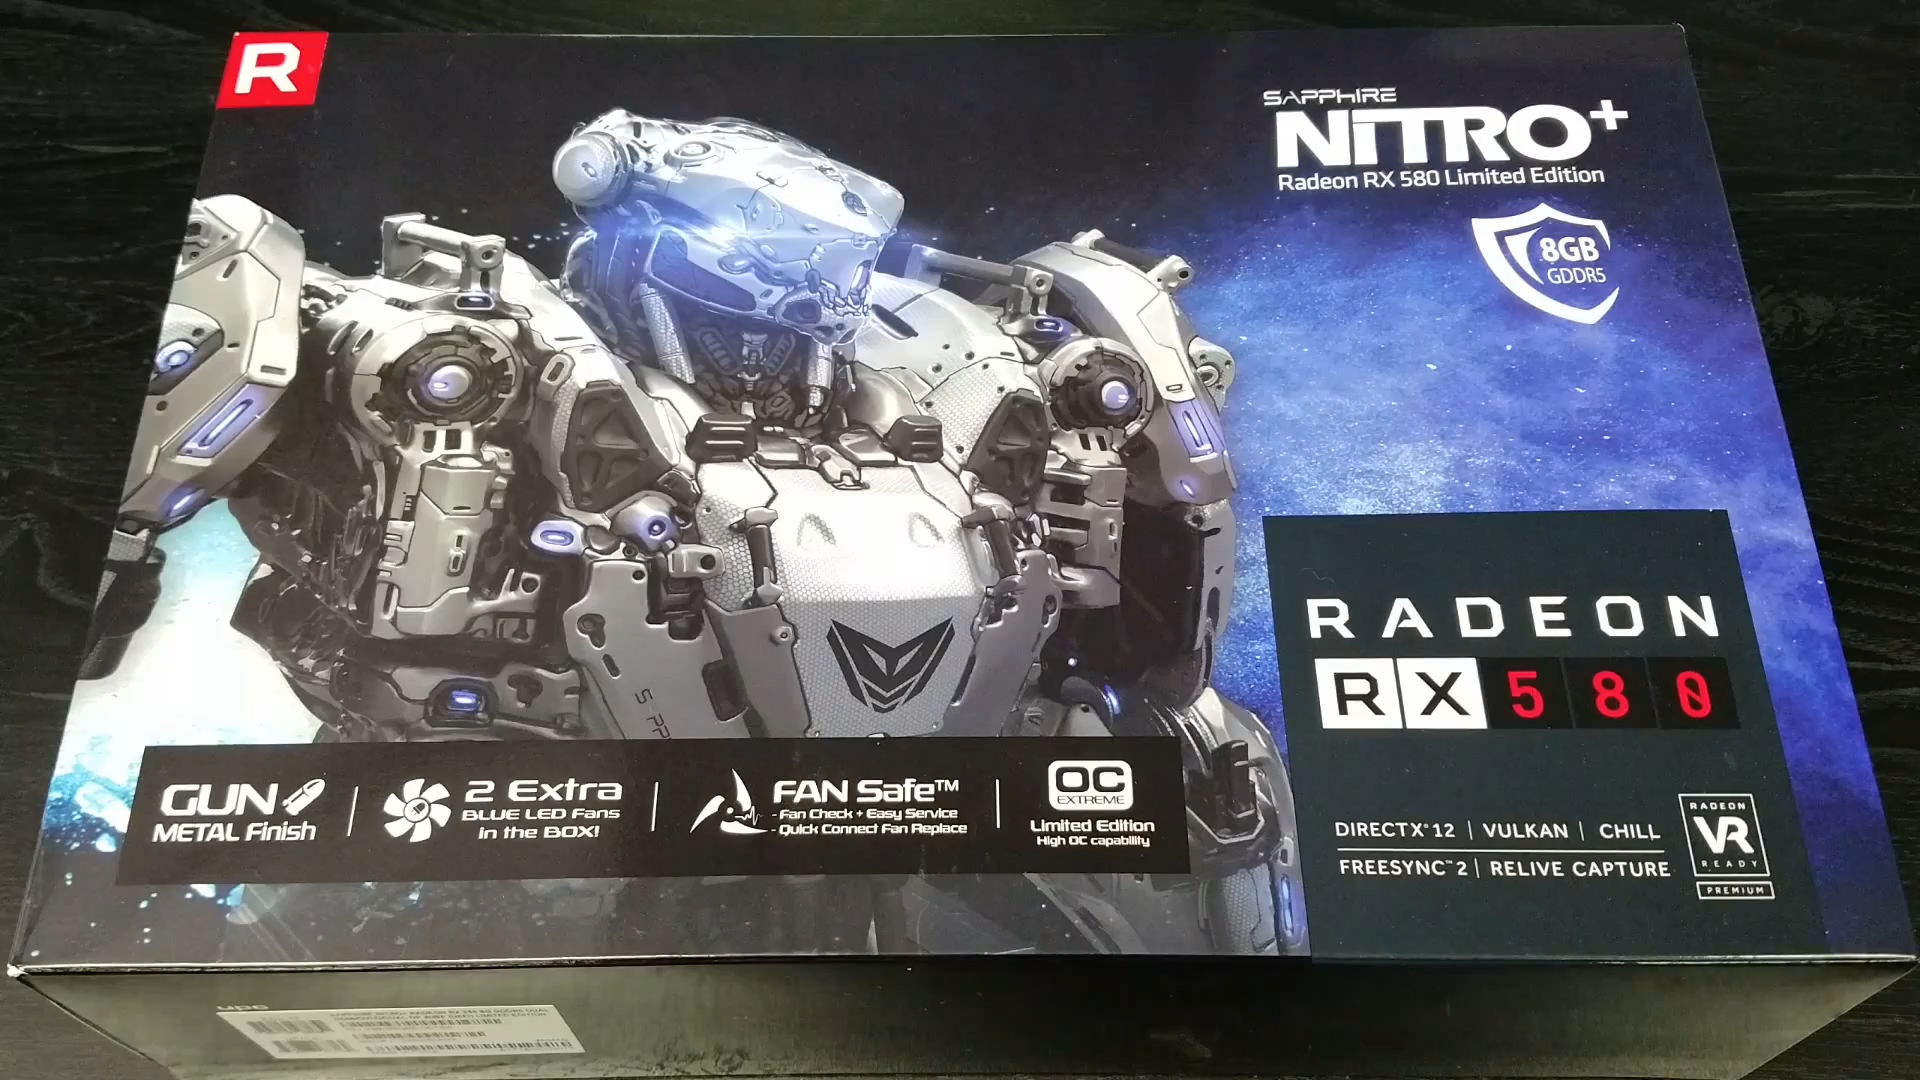 R
SAPPHIRE
NITRO+
Radeon RX 580 Limited Edition
8GB
GDDR5
RADEON
RX 580
GUN
METAL Finish
2 Extra
BLUE LED Fans
in the BOX!
FAN Safe™
- Fan Check + Easy Service
- Quick Connect Fan Replace
OC
EXTREME
Limited Edition
High OC capability
DIRECTX® 12 | VULKAN | CHILL
FREESYNC™ 2 | RELIVE CAPTURE
RADEON
VR
READY
PREMIUM
upc